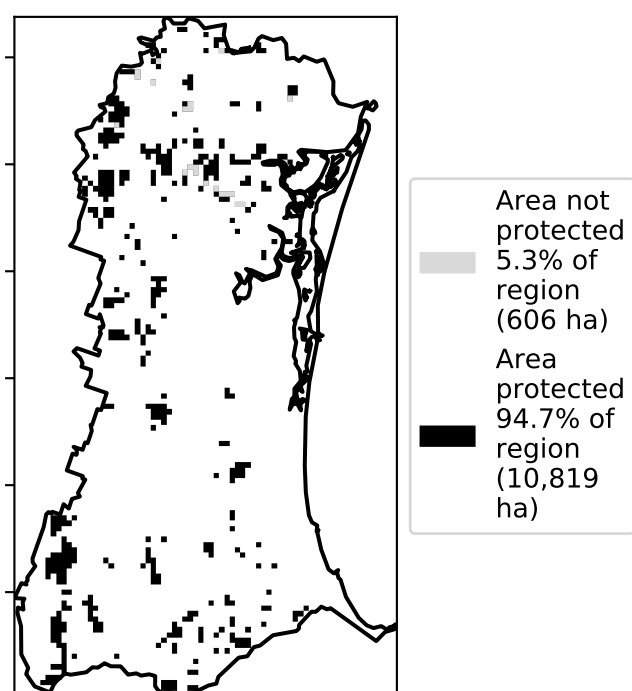 Area not
protected
5.3% of
region
(606 ha)
Area
protected
94.7% of
region
(10,819
ha)